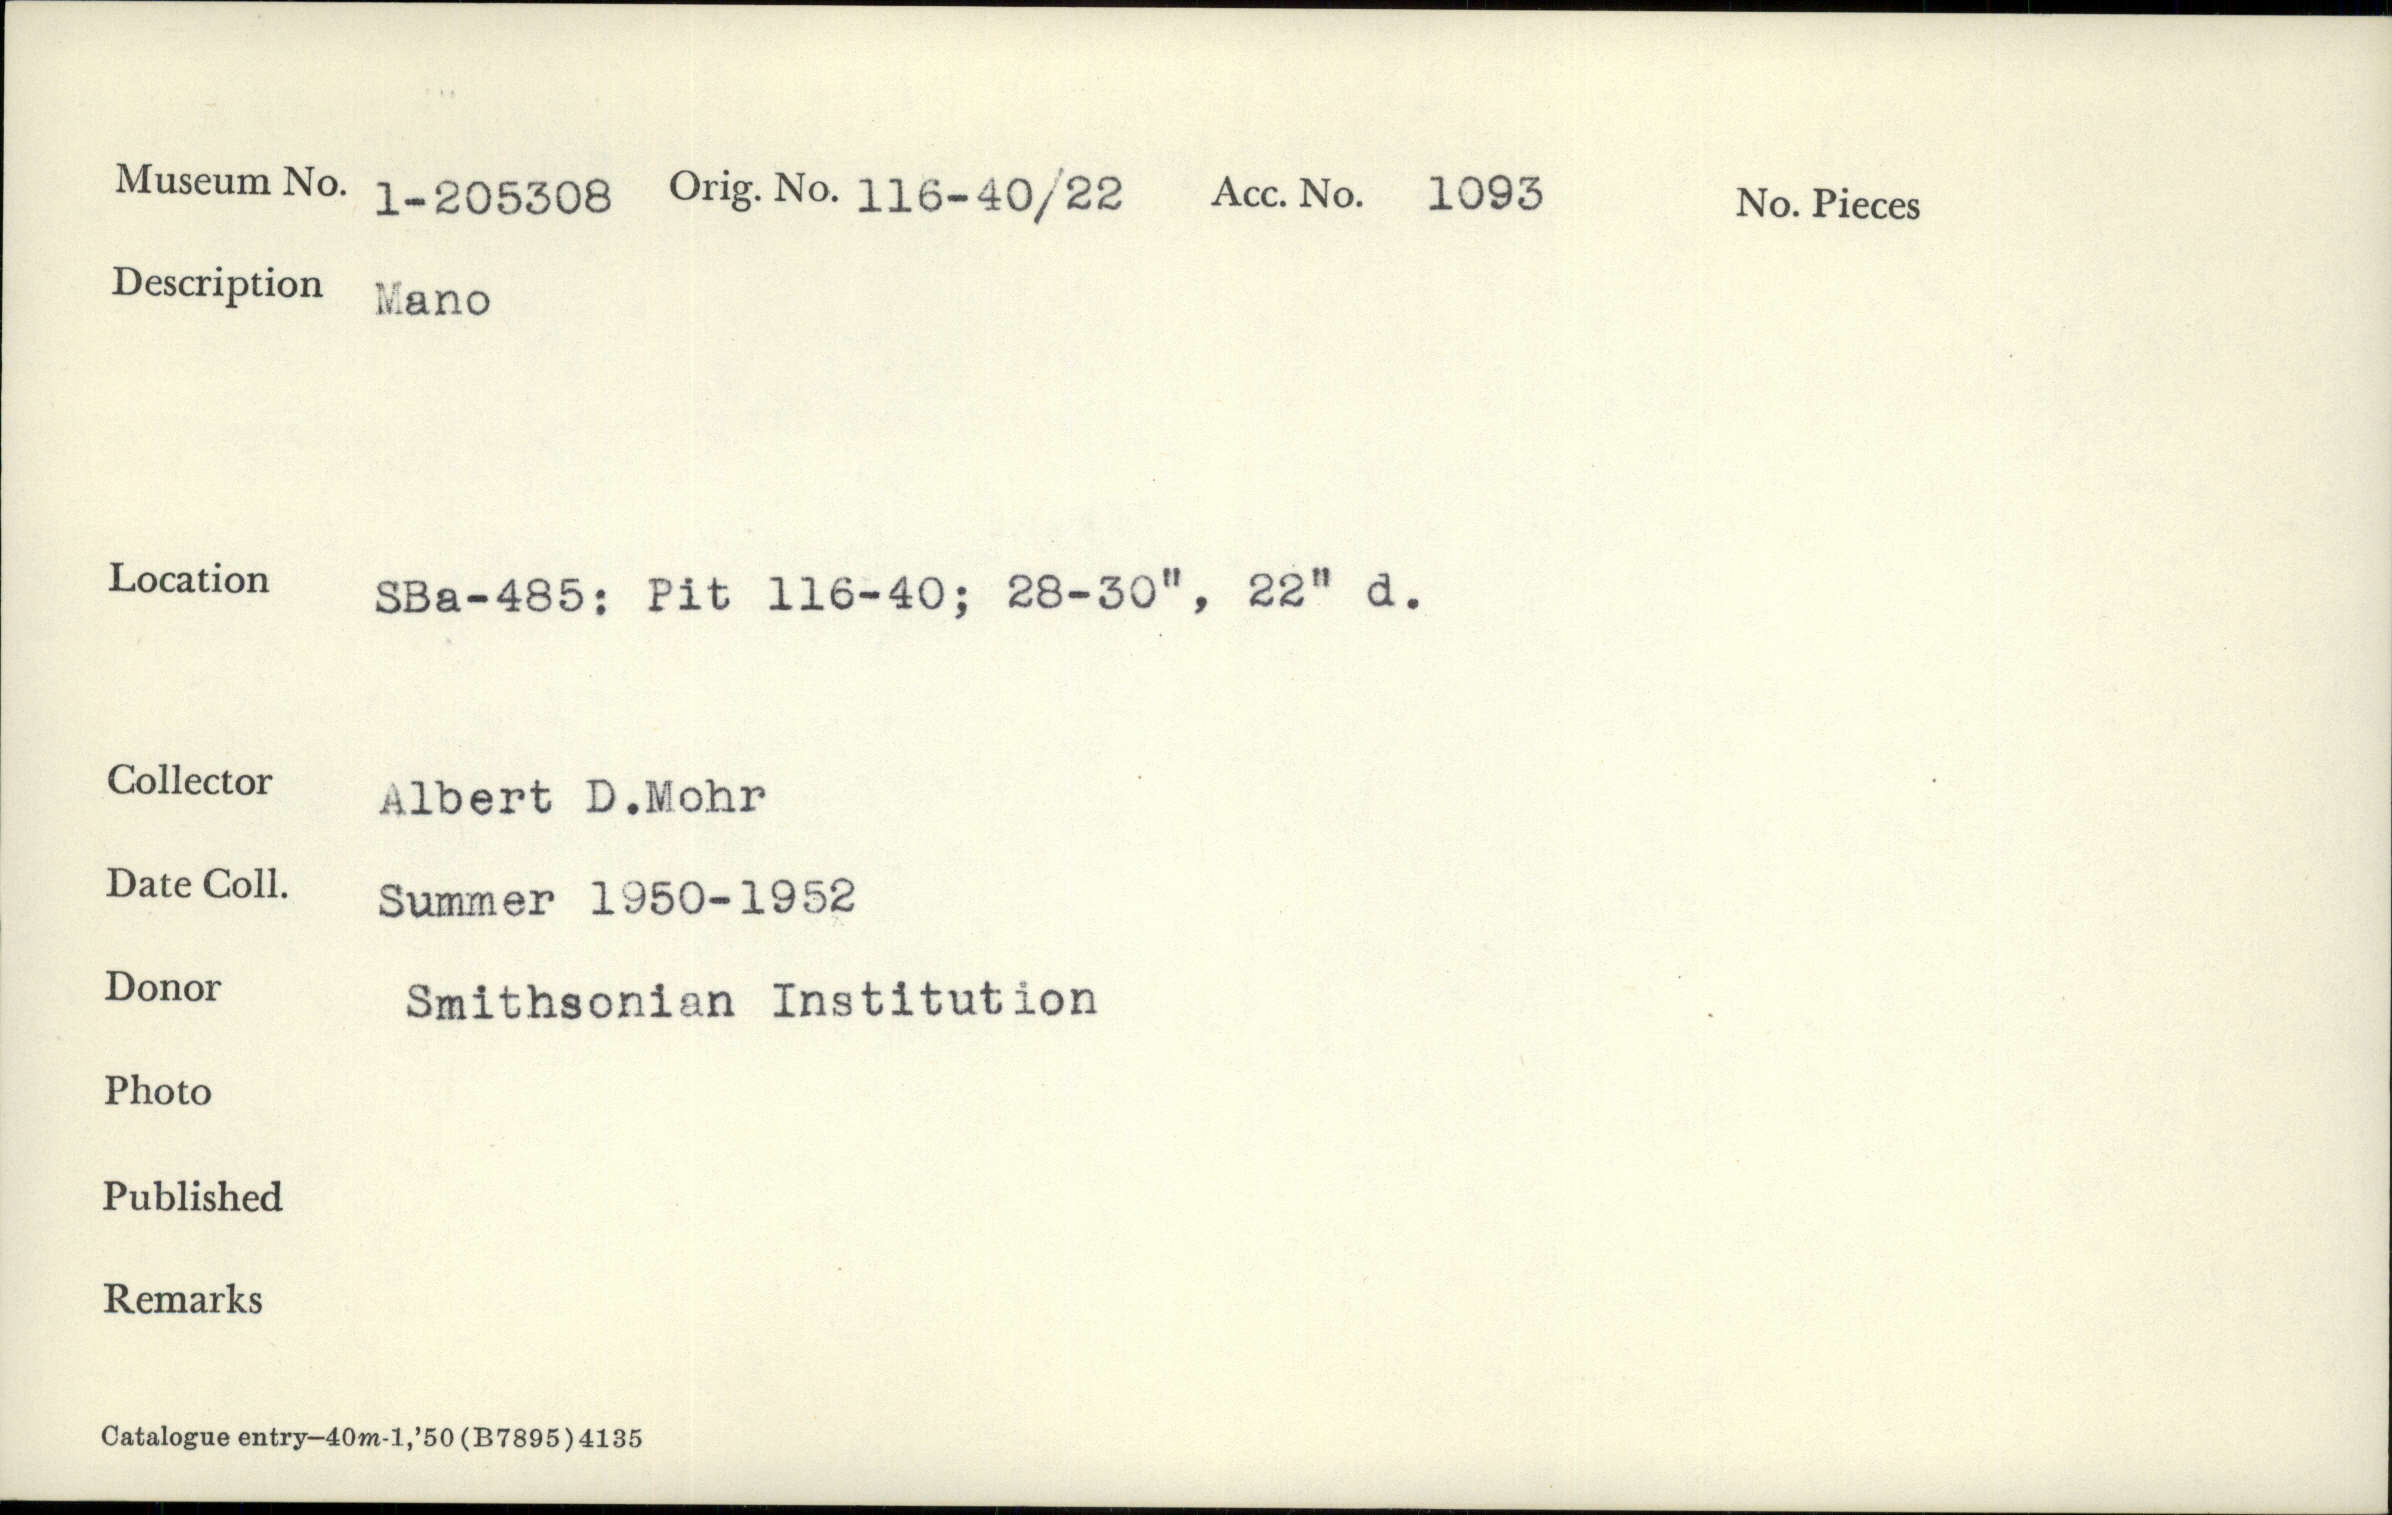 Museum No. 1-205308 Orig. No. 116-40/22 Acc. No. 1093 No. Pieces
Description Mano
Location SBa-485: Pit 116-40; 28-30", 22" d.
Collector Albert D.Mohr
Date Coll. Summer 1950-1952
Donor Smithsonian Institution
Photo
Published
Remarks
Catalogue entry—40m-1,'50(B7895)4135